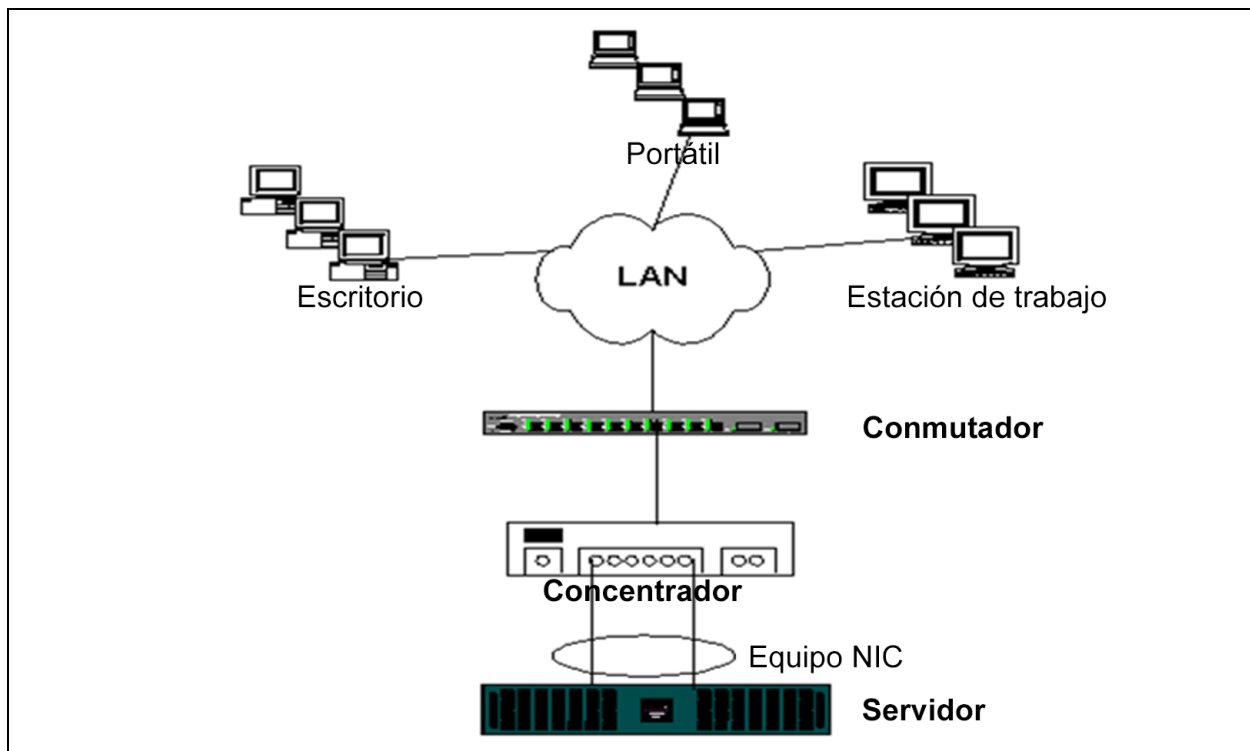 Portátil
Escritorio
LAN
Estación de trabajo
Conmutador
Concentrador
Equipo NIC
Servidor